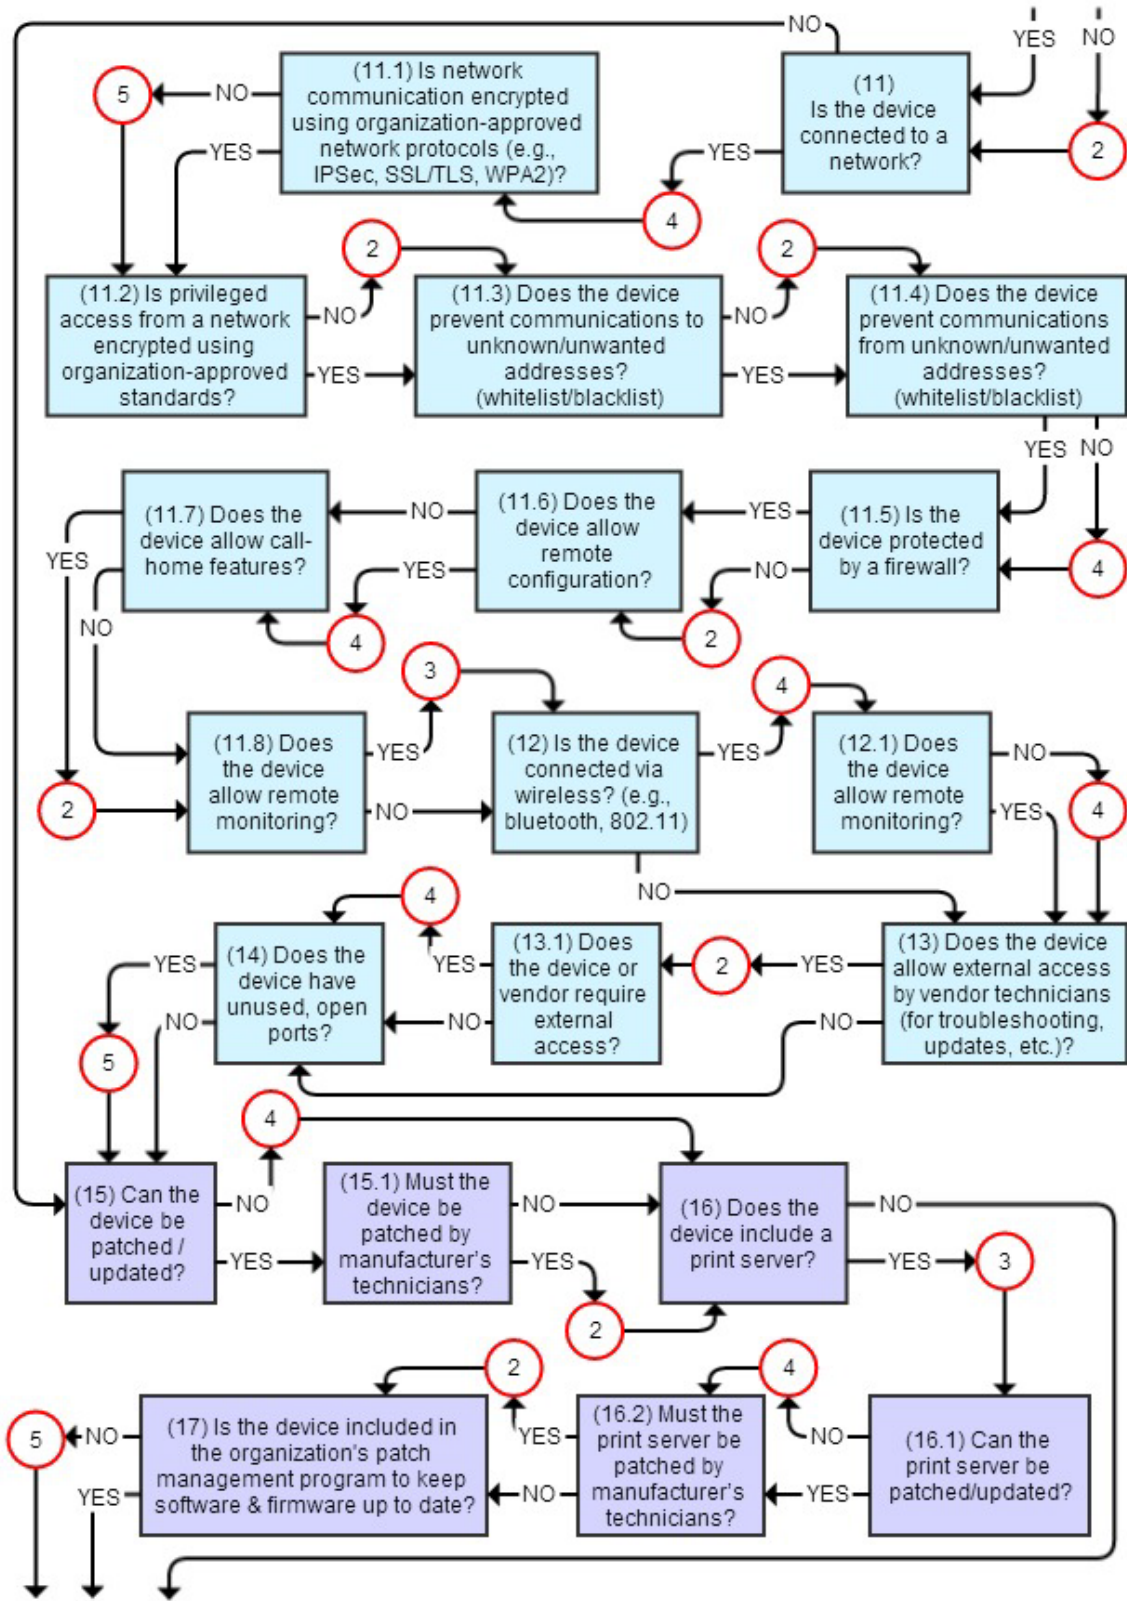 NO
YES
NO
(11)
Is the device
connected to a
network?
2
YES
4
(11.1) Is network
communication encrypted
using organization-approved
network protocols (e.g.,
IPSec, SSL/TLS, WPA2)?
NO
5
YES
(11.2) Is privileged
access from a network
encrypted using
organization-approved
standards?
NO
2
YES
(11.3) Does the device
prevent communications to
unknown/unwanted
addresses?
(whitelist/blacklist)
NO
2
YES
(11.4) Does the device
prevent communications
from unknown/unwanted
addresses?
(whitelist/blacklist)
YES
NO
4
(11.5) Is the
device protected
by a firewall?
YES
NO
2
(11.6) Does the
device allow
remote
configuration?
NO
YES
4
(11.7) Does the
device allow call-
home features?
YES
NO
2
(11.8) Does
the device
allow remote
monitoring?
YES
3
NO
(12) Is the device
connected via
wireless? (e.g.,
bluetooth, 802.11)
YES
4
NO
(12.1) Does
the device
allow remote
monitoring?
NO
4
YES
(13) Does the device
allow external access
by vendor technicians
(for troubleshooting,
updates, etc.)?
YES
2
NO
(13.1) Does
the device or
vendor require
external
access?
YES
4
NO
(14) Does the
device have
unused, open
ports?
YES
5
NO
(15) Can the
device be
patched /
updated?
NO
4
YES
(15.1) Must the
device be
patched by
manufacturer's
technicians?
NO
YES
2
(16) Does the
device include a
print server?
NO
YES
3
(16.1) Can the
print server be
patched/updated?
NO
4
YES
(16.2) Must the
print server be
patched by
manufacturer's
technicians?
YES
2
NO
(17) Is the device included in
the organization's patch
management program to keep
software & firmware up to date?
NO
5
YES